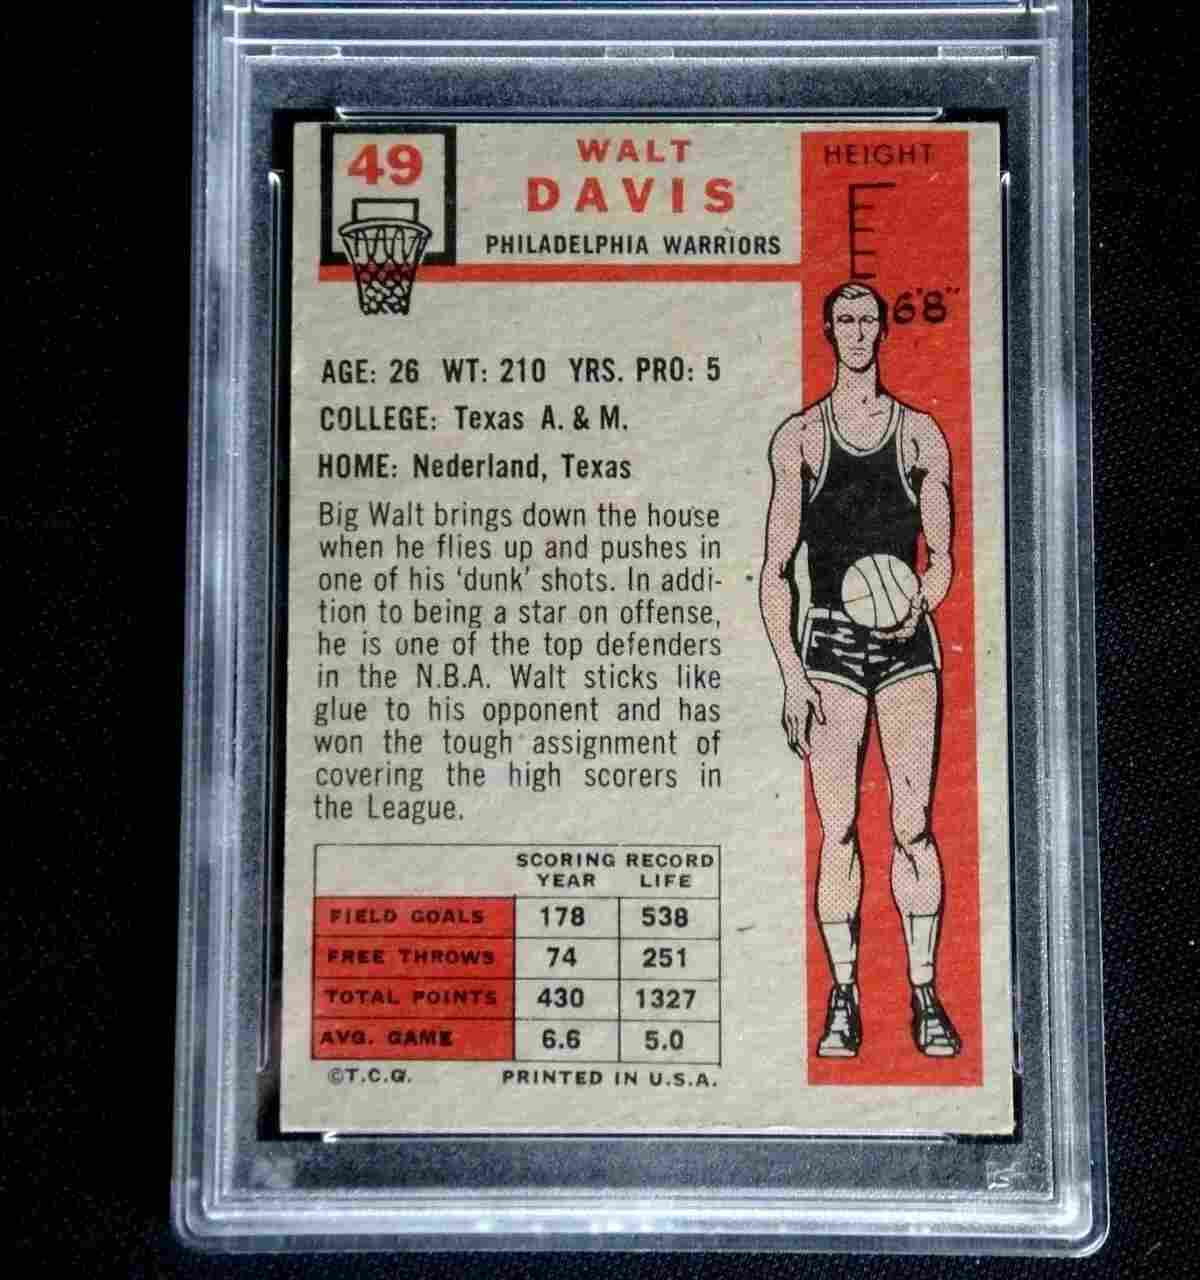 49
WALT
DAVIS
PHILADELPHIA WARRIORS
HEIGHT
6'8"
AGE: 26 WT: 210 YRS. PRO: 5
COLLEGE: Texas A. & M.
HOME: Nederland, Texas
Big Walt brings down the house
when he flies up and pushes in
one of his 'dunk' shots. In addi-
tion to being a star on offense,
he is one of the top defenders
in the N.B.A. Walt sticks like
glue to his opponent and has
won the tough assignment of
covering the high scorers in
the League.
SCORING RECORD
YEAR LIFE
FIELD GOALS 178 538
FREE THROWS 74 251
TOTAL POINTS 430 1327
AVG. GAME 6.6 5.0
©T.C.G. PRINTED IN U.S.A.